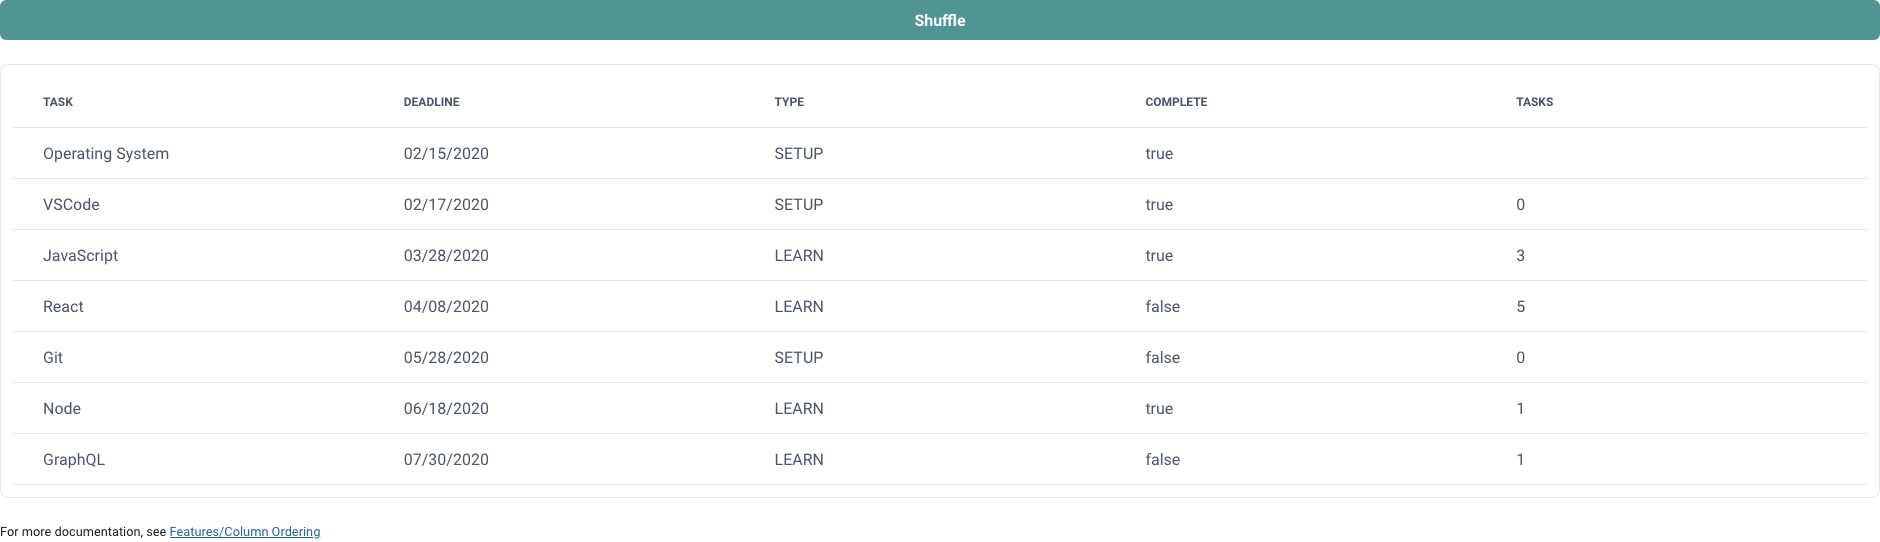 Shuffle
TASK DEADLINE TYPE COMPLETE TASKS
Operating System 02/15/2020 SETUP true
VSCode 02/17/2020 SETUP true 0
JavaScript 03/28/2020 LEARN true 3
React 04/08/2020 LEARN false 5
Git 05/28/2020 SETUP false 0
Node 06/18/2020 LEARN true 1
GraphQL 07/30/2020 LEARN false 1
For more documentation, see Features/Column Ordering